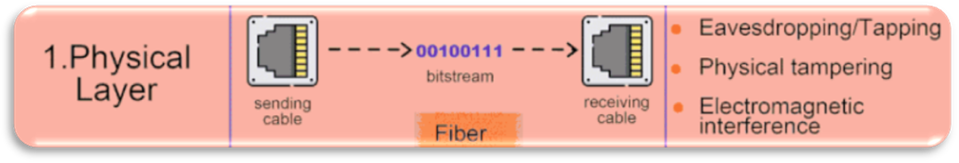 1.Physical
Layer
sending
cable
00100111
bitstream
Fiber
receiving
cable
Eavesdropping/Tapping
Physical tampering
Electromagnetic
interference